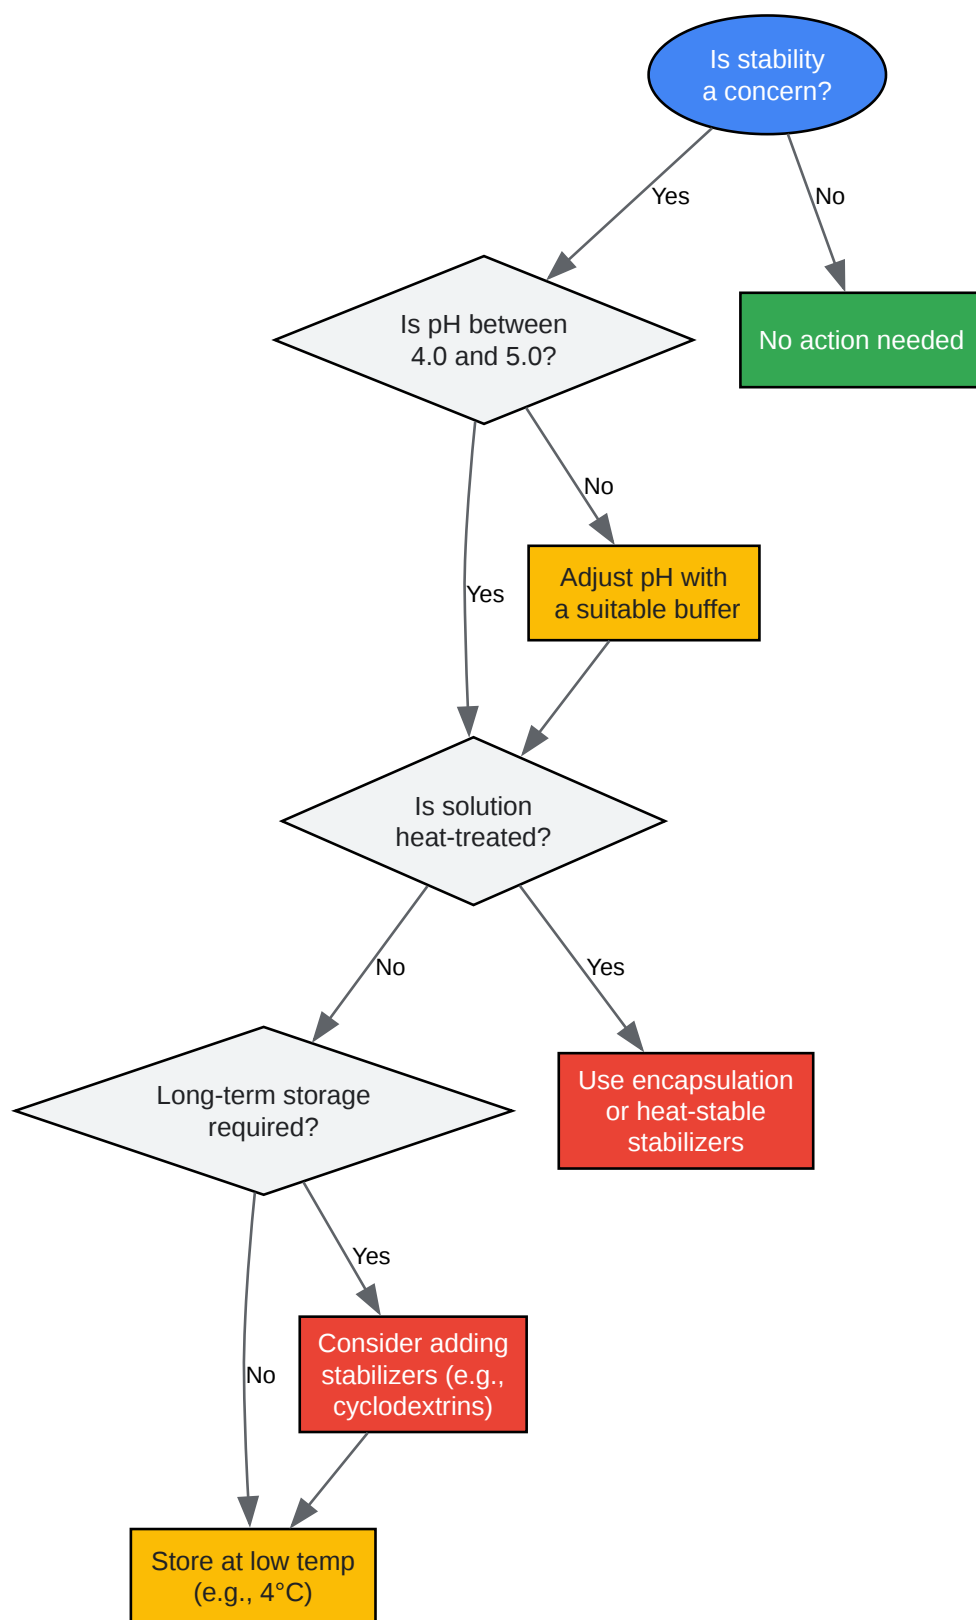 Is stability
a concern?
Yes
No
Is pH between
4.0 and 5.0?
No action needed
No
Yes
Adjust pH with
a suitable buffer
Is solution
heat-treated?
No
Yes
Long-term storage
required?
Use encapsulation
or heat-stable
stabilizers
Yes
No
Consider adding
stabilizers (e.g.,
cyclodextrins)
Store at low temp
(e.g., 4°C)